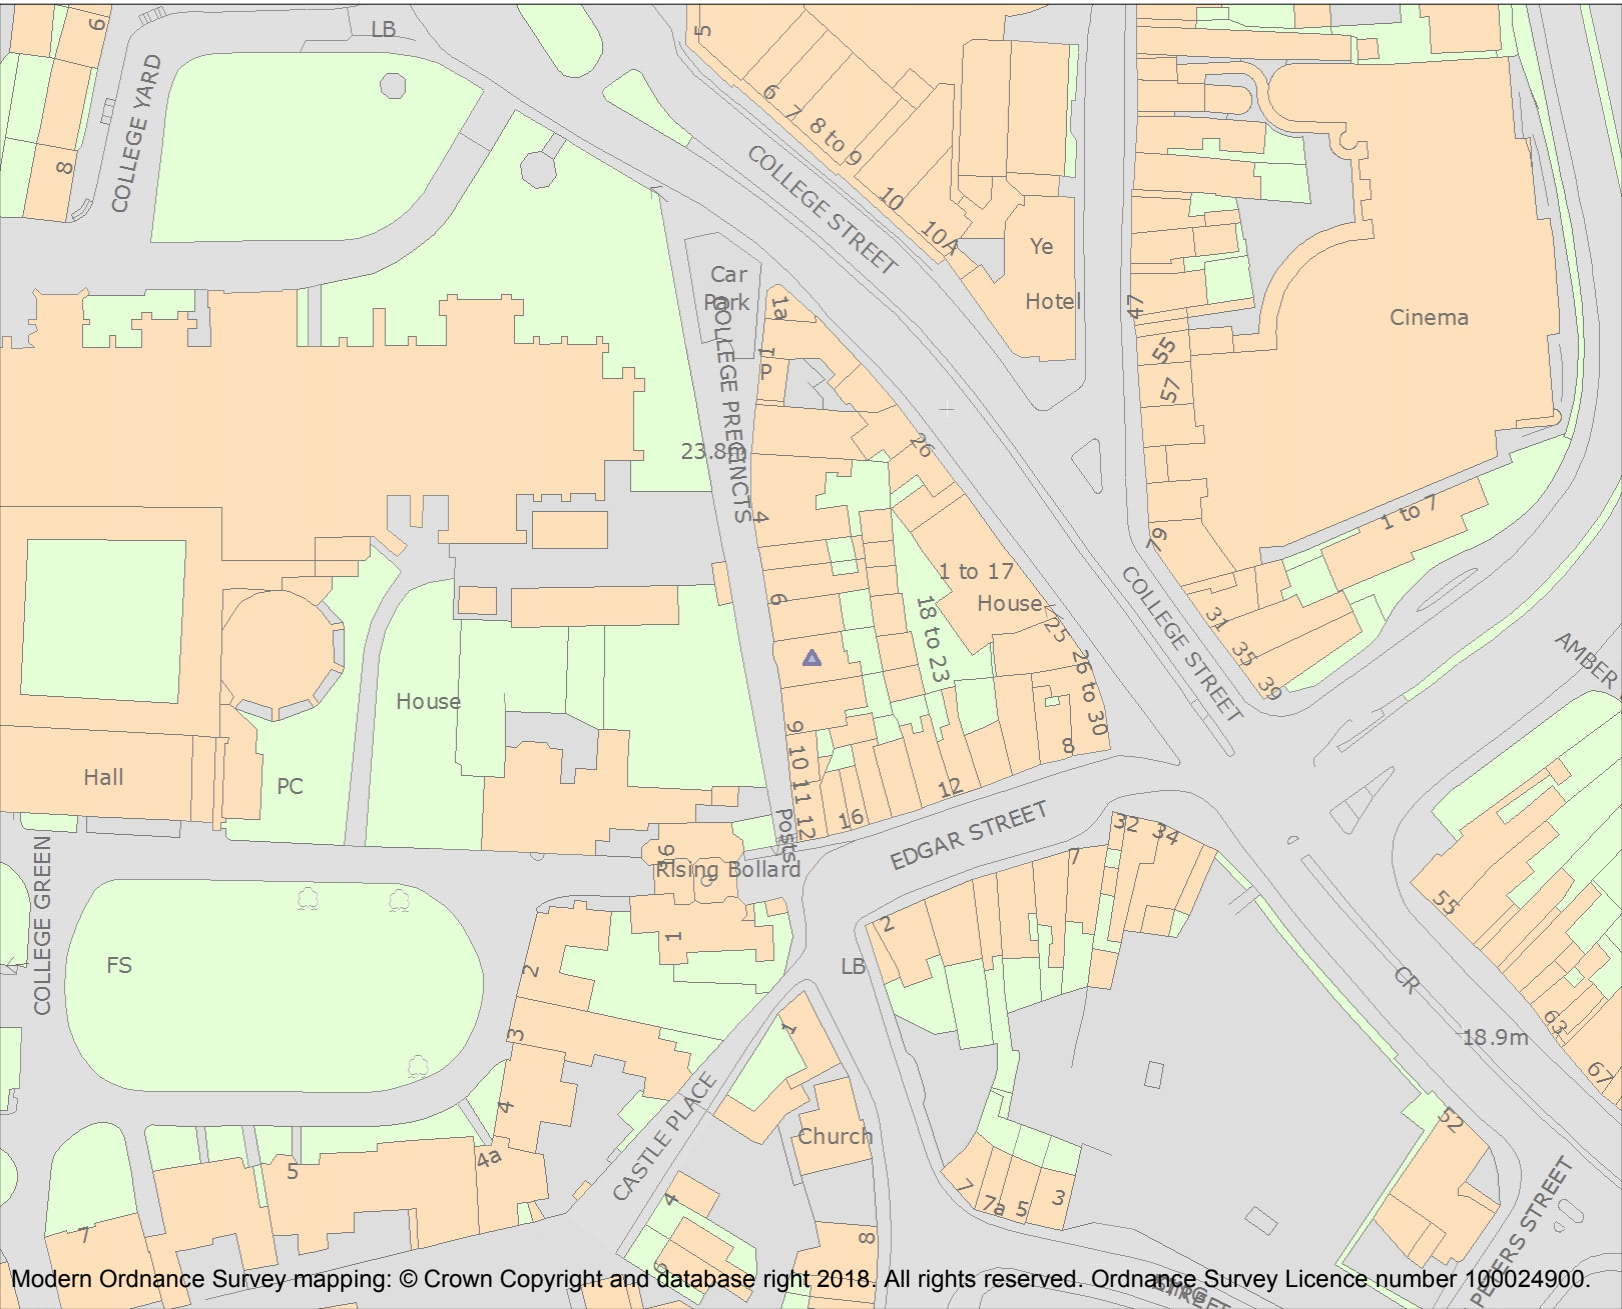 6
LB
5
COLLEGE YARD
8
6
7
8 to 9
10
10A
COLLEGE STREET
Ye
Hotel
47
Cinema
55
57
79
Car
Park
1a
1
P
COLLEGE PRECINCTS
23.8m
26
4
6
1 to 17
House
18 to 23
25
26 to 30
1 to 7
COLLEGE STREET
31
35
39
AMBER
House
Hall
PC
9
10
11
12
16
12
8
Posts
EDGAR STREET
COLLEGE GREEN
16
Rising Bollard
32
34
7
2
LB
1
2
FS
3
4
4a
5
7
55
CR
18.9m
63
67
52
1
CASTLE PLACE
Church
4
6
8
7
7a
5
3
PEERS STREET
STREET
Modern Ordnance Survey mapping: © Crown Copyright and database right 2018. All rights reserved. Ordnance Survey Licence number 100024900.